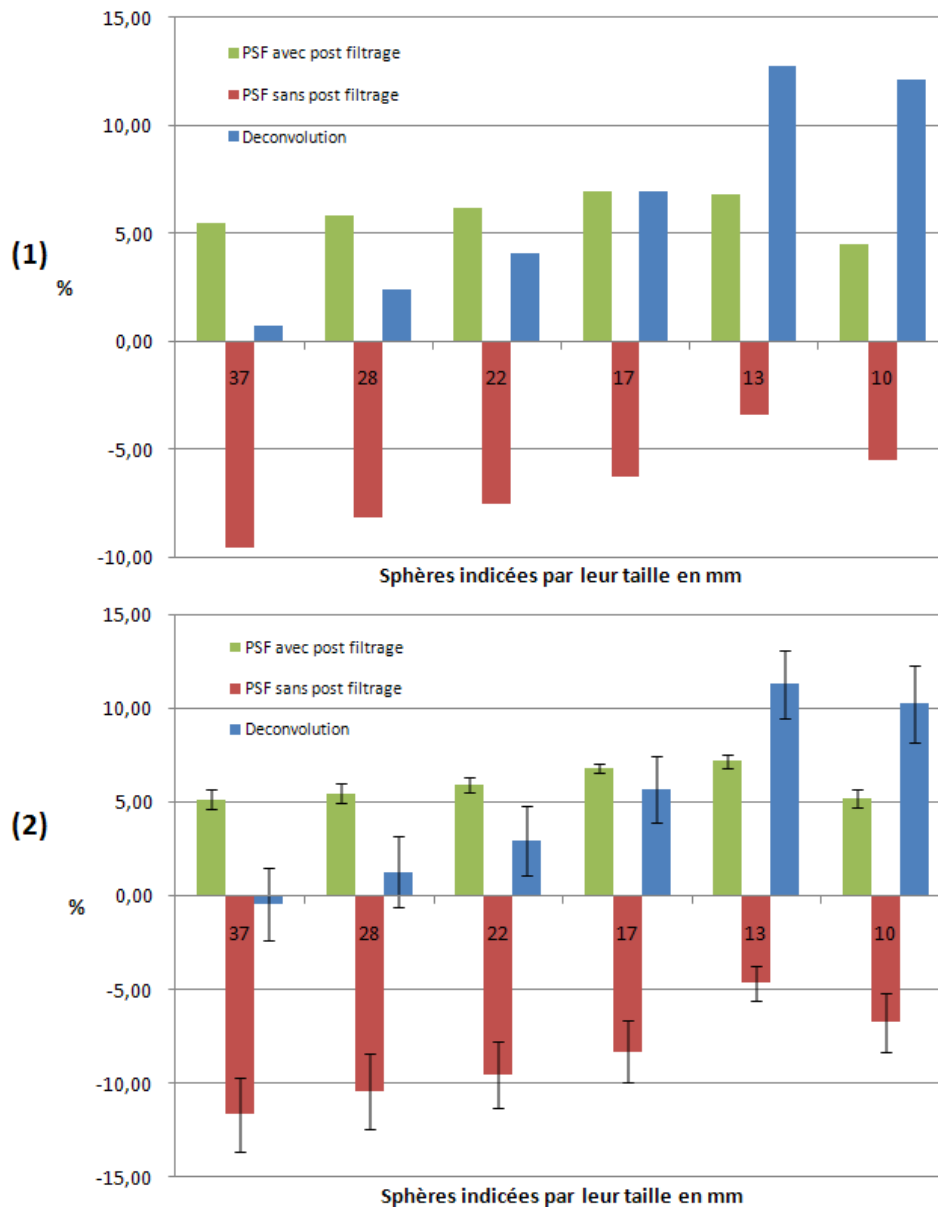 15,00
PSF avec post filtrage
PSF sans post filtrage
10,00
Deconvolution
5,00
(1)
%
0,00
37 28 22 17 13 10
-5,00
-10,00
Sphères indicées par leur taille en mm
15,00
PSF avec post filtrage
PSF sans post filtrage
Deconvolution
10,00
5,00
(2)
0,00
%
37 28 22 17 13 10
-5,00
-10,00
-15,00
Sphères indicées par leur taille en mm